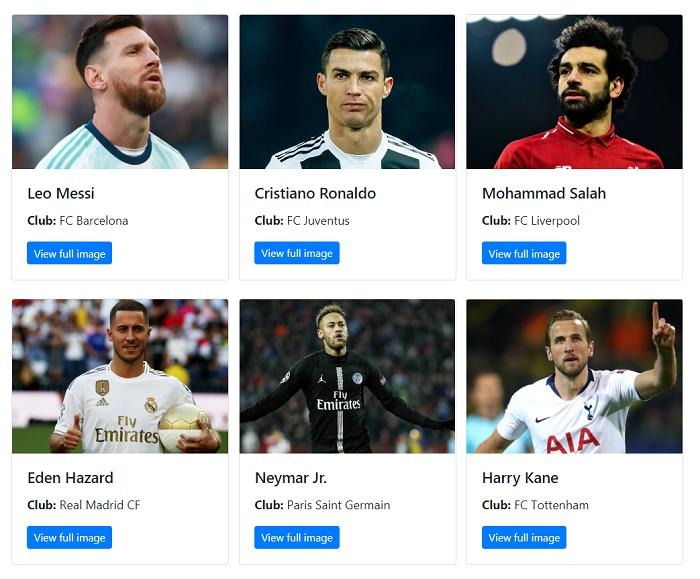 Leo Messi
Club: FC Barcelona
View full image
Cristiano Ronaldo
Club: FC Juventus
View full image
Mohammad Salah
Club: FC Liverpool
View full image
Fly
Emirates
Eden Hazard
Club: Real Madrid CF
View full image
Fly
Emirates
Neymar Jr.
Club: Paris Saint Germain
View full image
AIA
Harry Kane
Club: FC Tottenham
View full image